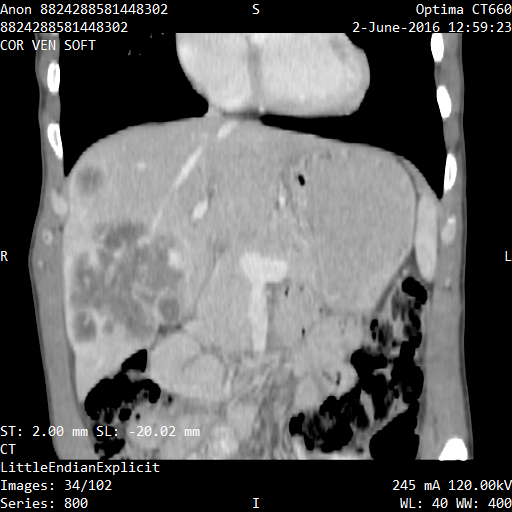 Anon 8824288581448302 S Optima CT660
8824288581448302 2-June-2016 12:59:23
COR VEN SOFT
R L
ST: 2.00 mm SL: -20.02 mm
CT
LittleEndianExplicit
Images: 34/102 245 mA 120.00kV
Series: 800 I WL: 40 WW: 400